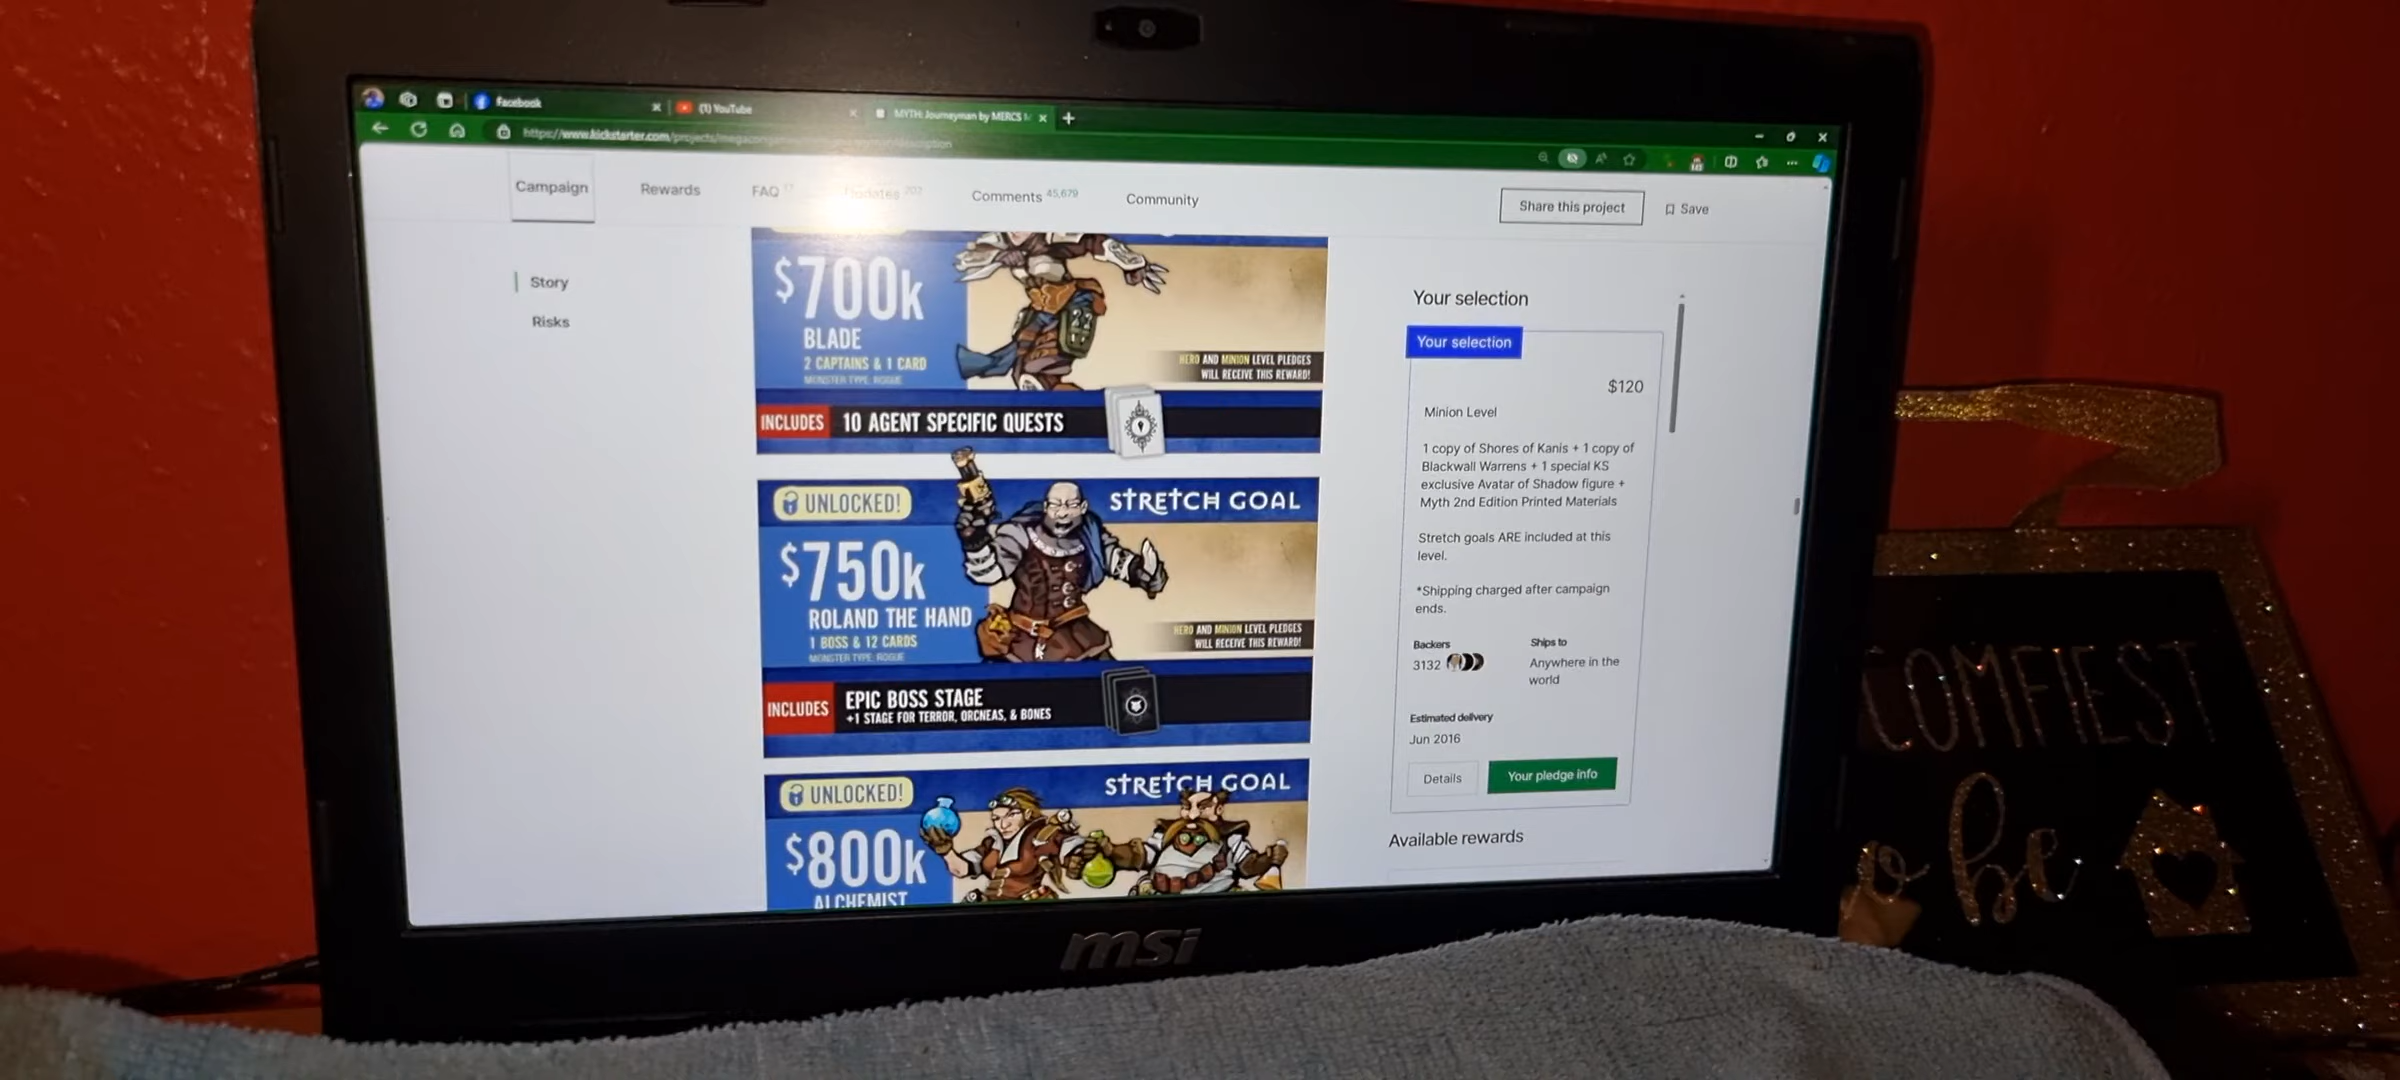 Facebook
(1) YouTube
MYTH: Journeyman by MERCS M
https://www.kickstarter.com/projects/megacon
Campaign
Rewards
FAQ 17
Updates 202
Comments 45,679
Community
Share this project
Save
Story
Risks
$700k
BLADE
2 CAPTAINS & 1 CARD
MONSTER TYPE: ROGUE
HERO AND MINION LEVEL PLEDGES
WILL RECEIVE THIS REWARD!
INCLUDES
10 AGENT SPECIFIC QUESTS
UNLOCKED!
STRETCH GOAL
$750k
ROLAND THE HAND
1 BOSS & 12 CARDS
MONSTER TYPE: ROGUE
HERO AND MINION LEVEL PLEDGES
WILL RECEIVE THIS REWARD!
INCLUDES
EPIC BOSS STAGE
+1 STAGE FOR TERROR, ORCNEAS, & BONES
UNLOCKED!
STRETCH GOAL
$800k
ALCHEMIST
Your selection
Your selection
$120
Minion Level
1 copy of Shores of Kanis + 1 copy of
Blackwall Warrens + 1 special KS
exclusive Avatar of Shadow figure +
Myth 2nd Edition Printed Materials
Stretch goals ARE included at this
level.
*Shipping charged after campaign
ends.
Backers
3132
Ships to
Anywhere in the
world
Estimated delivery
Jun 2016
Details
Your pledge info
Available rewards
msi
COMFIEST
to be